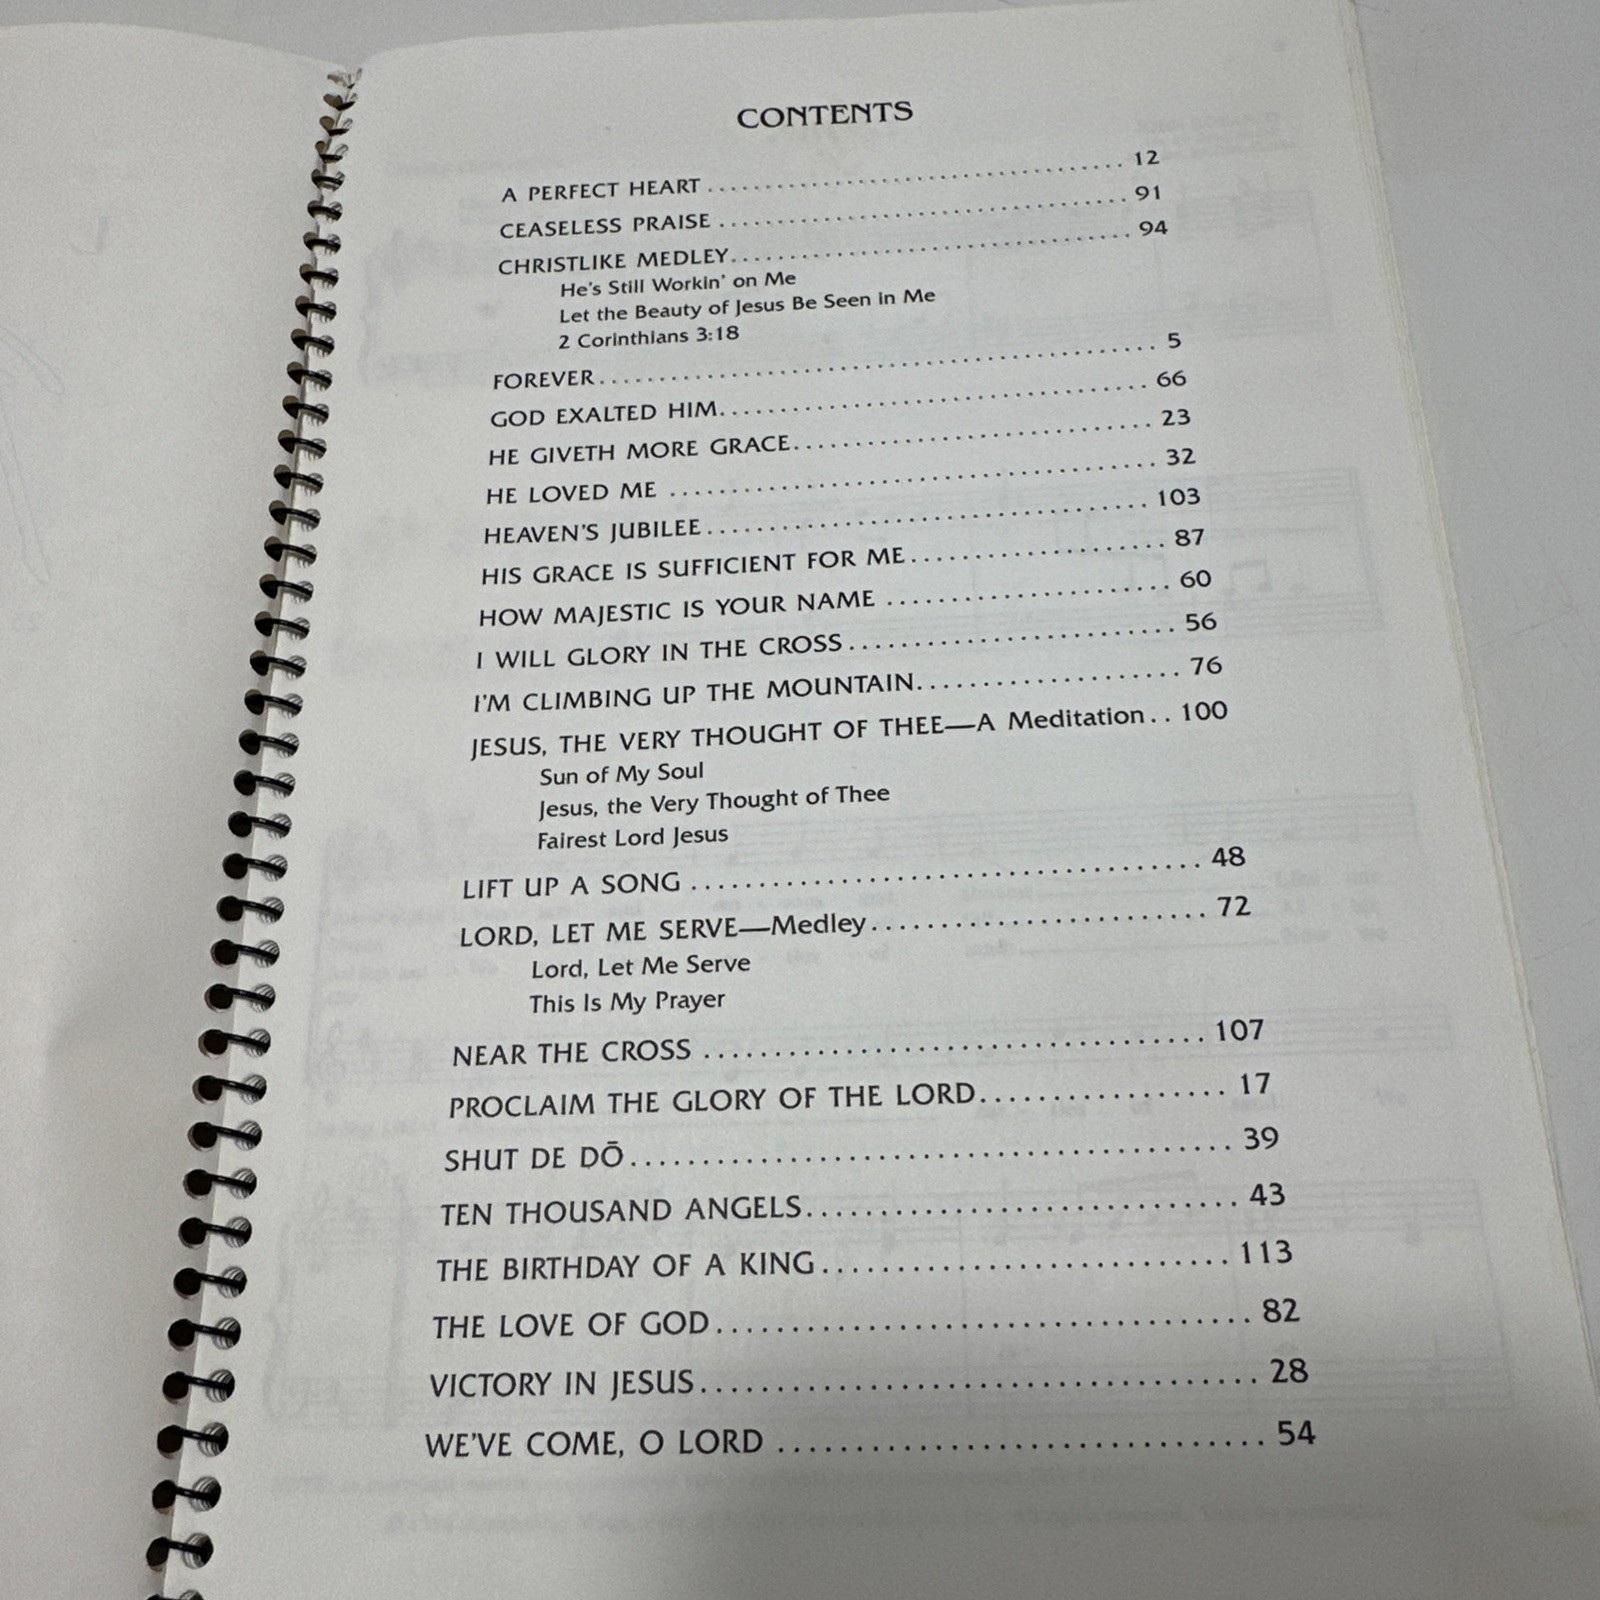 CONTENTS
A PERFECT HEART . . . . . . . . . . . . . . . . . . . . . . . . . . . . . . . . . . . . 12
CEASELESS PRAISE . . . . . . . . . . . . . . . . . . . . . . . . . . . . . . . . . . . 91
CHRISTLIKE MEDLEY . . . . . . . . . . . . . . . . . . . . . . . . . . . . . . . . . . 94
He's Still Workin' on Me
Let the Beauty of Jesus Be Seen in Me
2 Corinthians 3:18
FOREVER . . . . . . . . . . . . . . . . . . . . . . . . . . . . . . . . . . . . . . . . . . . 5
GOD EXALTED HIM . . . . . . . . . . . . . . . . . . . . . . . . . . . . . . . . . . . 66
HE GIVETH MORE GRACE . . . . . . . . . . . . . . . . . . . . . . . . . . . . . 23
HE LOVED ME . . . . . . . . . . . . . . . . . . . . . . . . . . . . . . . . . . . . . . . 32
HEAVEN'S JUBILEE . . . . . . . . . . . . . . . . . . . . . . . . . . . . . . . . . . . 103
HIS GRACE IS SUFFICIENT FOR ME . . . . . . . . . . . . . . . . . . . . 87
HOW MAJESTIC IS YOUR NAME . . . . . . . . . . . . . . . . . . . . . . . 60
I WILL GLORY IN THE CROSS . . . . . . . . . . . . . . . . . . . . . . . . . . 56
I'M CLIMBING UP THE MOUNTAIN . . . . . . . . . . . . . . . . . . . . . 76
JESUS, THE VERY THOUGHT OF THEE—A Meditation . . 100
Sun of My Soul
Jesus, the Very Thought of Thee
Fairest Lord Jesus
LIFT UP A SONG . . . . . . . . . . . . . . . . . . . . . . . . . . . . . . . . . . . . 48
LORD, LET ME SERVE—Medley . . . . . . . . . . . . . . . . . . . . . . . . 72
Lord, Let Me Serve
This Is My Prayer
NEAR THE CROSS . . . . . . . . . . . . . . . . . . . . . . . . . . . . . . . . . . . 107
PROCLAIM THE GLORY OF THE LORD . . . . . . . . . . . . . . . . . 17
SHUT DE DŌ . . . . . . . . . . . . . . . . . . . . . . . . . . . . . . . . . . . . . . . 39
TEN THOUSAND ANGELS . . . . . . . . . . . . . . . . . . . . . . . . . . . . . 43
THE BIRTHDAY OF A KING . . . . . . . . . . . . . . . . . . . . . . . . . . . 113
THE LOVE OF GOD . . . . . . . . . . . . . . . . . . . . . . . . . . . . . . . . . . 82
VICTORY IN JESUS . . . . . . . . . . . . . . . . . . . . . . . . . . . . . . . . . . . 28
WE'VE COME, O LORD . . . . . . . . . . . . . . . . . . . . . . . . . . . . . . . 54